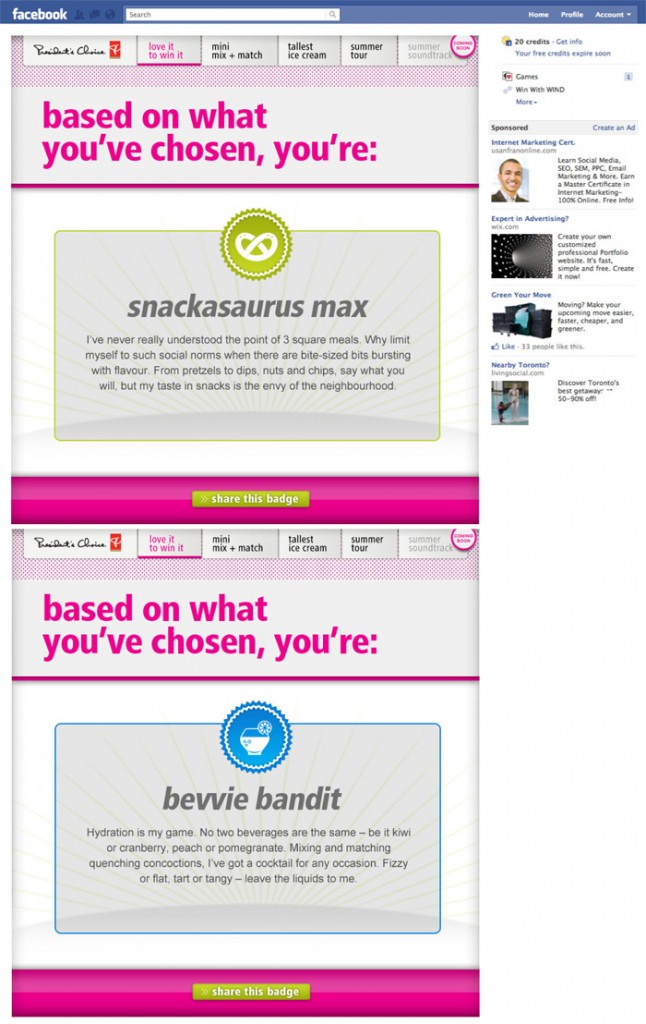 facebook
Search
Home Profile Account
President's Choice PC
love it
to win it
mini
mix + match
tallest
ice cream
summer
tour
summer
soundtrack
COMING
SOON
based on what
you've chosen, you're:
snackasaurus max
I've never really understood the point of 3 square meals. Why limit
myself to such social norms when there are bite-sized bits bursting
with flavour. From pretzels to dips, nuts and chips, say what you
will, but my taste in snacks is the envy of the neighbourhood.
» share this badge
20 credits · Get info
Your free credits expire soon
Games 1
Win With WIND
More
Sponsored Create an Ad
Internet Marketing Cert.
usanfranonline.com
Learn Social Media,
SEO, SEM, PPC, Email
Marketing & More. Earn
a Master Certificate in
Internet Marketing-
100% Online. Free Info!
Expert in Advertising?
wix.com
Create your own
customized
professional Portfolio
website. It's fast,
simple and free. Create
it now!
Green Your Move
Moving? Make your
upcoming move easier,
faster, cheaper, and
greener.
Like · 33 people like this.
Nearby Toronto?
livingsocial.com
Discover Toronto's
best getaway:
50-90% off!
President's Choice PC
love it
to win it
mini
mix + match
tallest
ice cream
summer
tour
summer
soundtrack
COMING
SOON
based on what
you've chosen, you're:
bevvie bandit
Hydration is my game. No two beverages are the same – be it kiwi
or cranberry, peach or pomegranate. Mixing and matching
quenching concoctions, I've got a cocktail for any occasion. Fizzy
or flat, tart or tangy – leave the liquids to me.
» share this badge